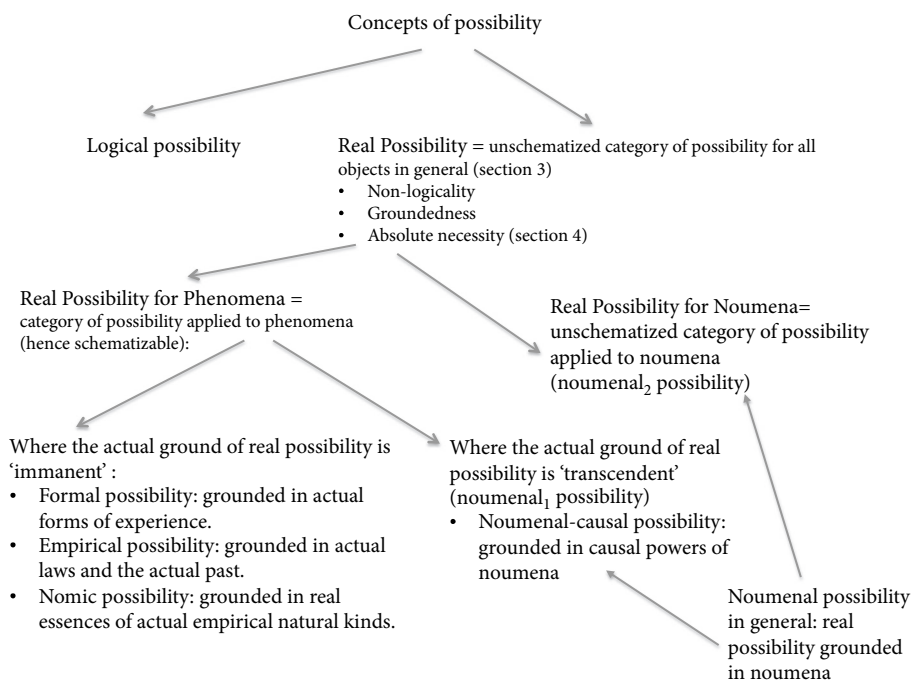 Concepts of possibility
Logical possibility
Real Possibility = unschematized category of possibility for all
objects in general (section 3)
• Non-logicality
• Groundedness
• Absolute necessity (section 4)
Real Possibility for Phenomena =
category of possibility applied to phenomena
(hence schematizable):
Real Possibility for Noumena=
unschematized category of possibility
applied to noumena
(noumenal₂ possibility)
Where the actual ground of real possibility is
‘immanent’ :
• Formal possibility: grounded in actual
forms of experience.
• Empirical possibility: grounded in actual
laws and the actual past.
• Nomic possibility: grounded in real
essences of actual empirical natural kinds.
Where the actual ground of real
possibility is ‘transcendent’
(noumenal₁ possibility)
• Noumenal-causal possibility:
grounded in causal powers of
noumena
Noumenal possibility
in general: real
possibility grounded
in noumena